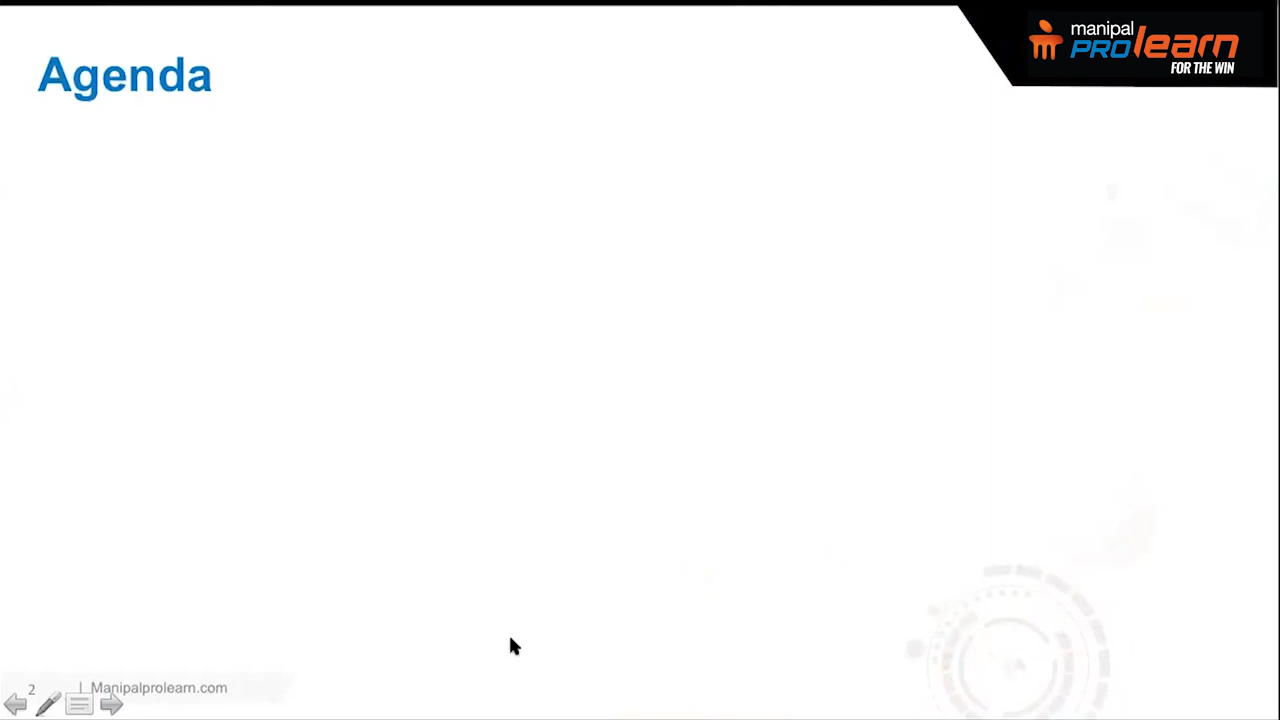 Agenda
manipal
PROlearn
FOR THE WIN
2 | Manipalprolearn.com